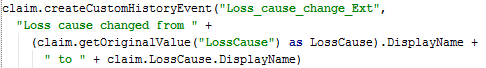 claim.createCustomHistoryEvent("Loss_cause_change_Ext",
"Loss cause changed from " +
(claim.getOriginalValue("LossCause") as LossCause).DisplayName +
" to " + claim.LossCause.DisplayName)